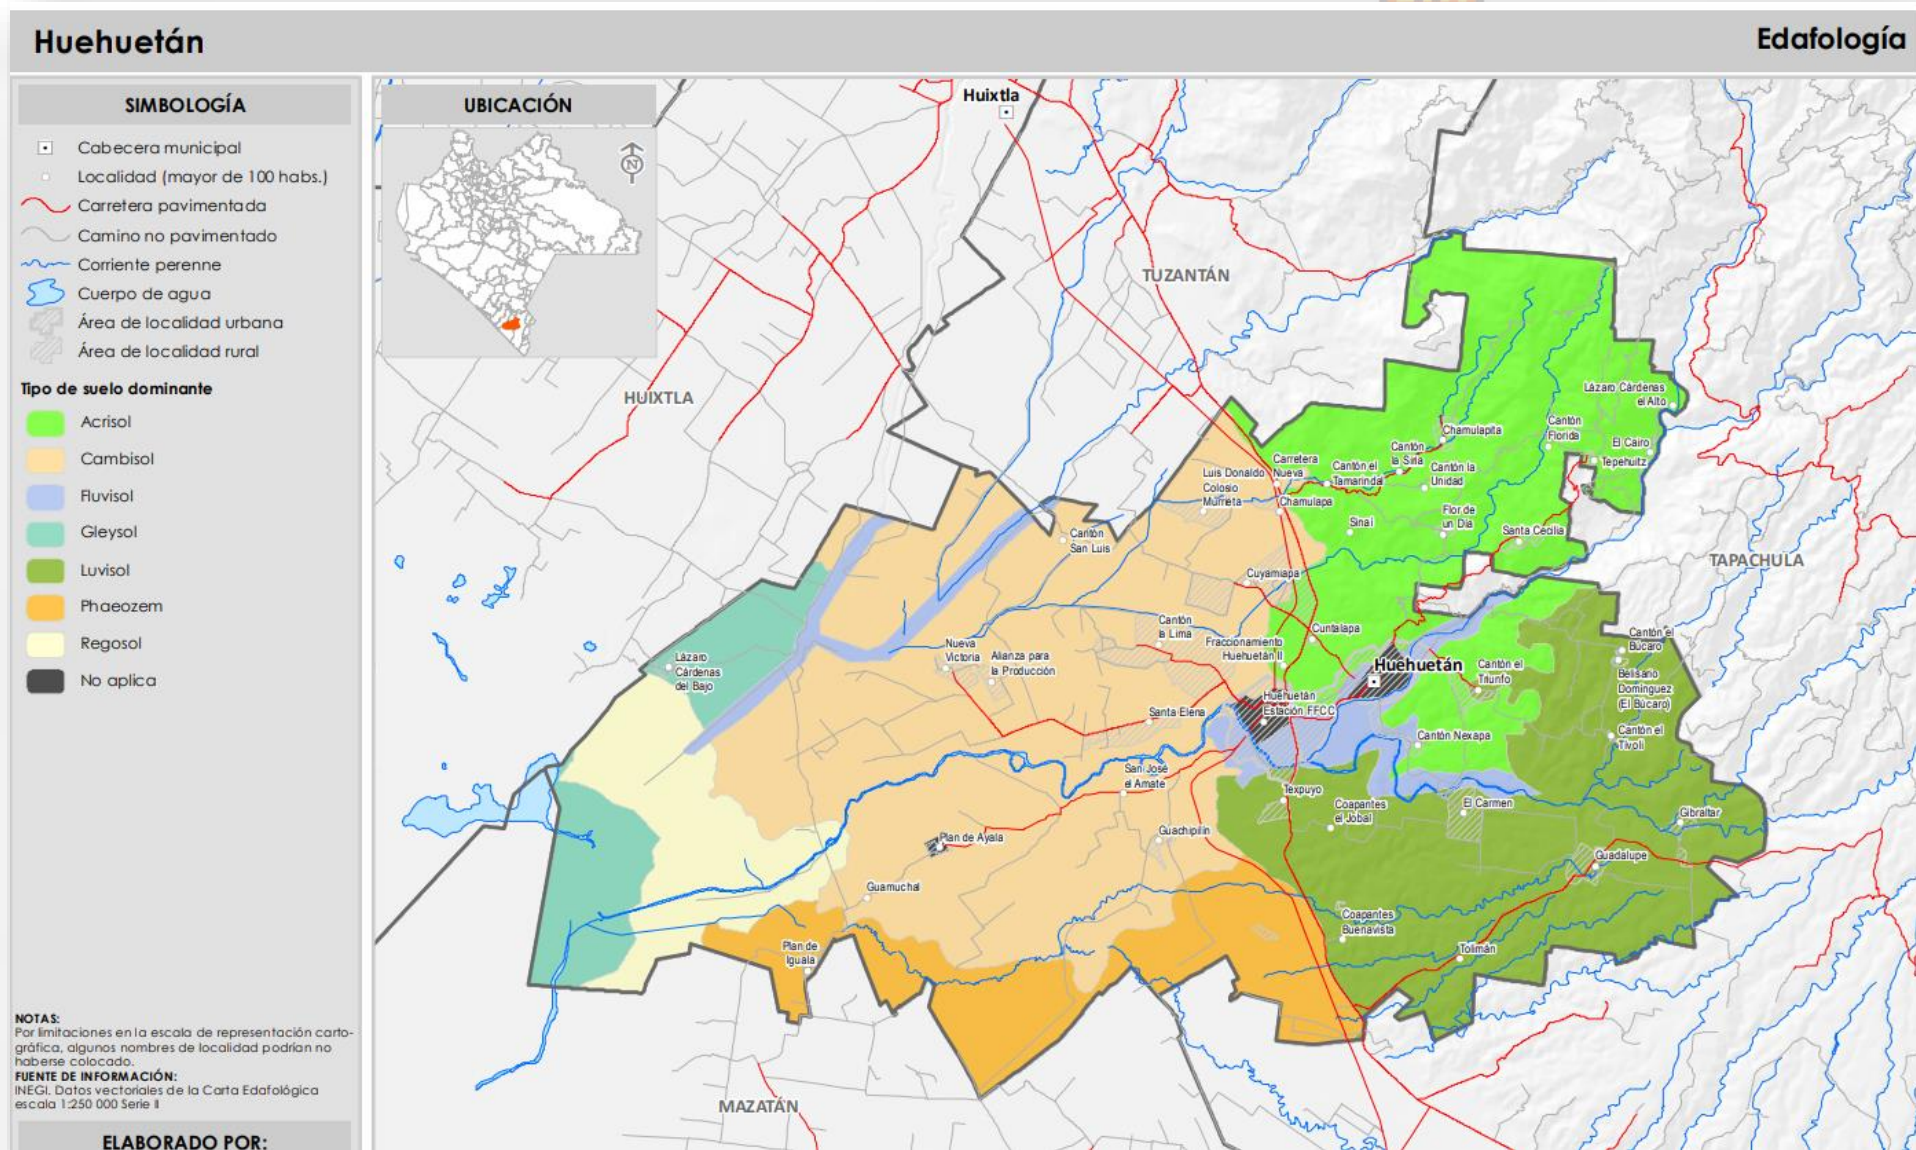 Huehuetán
Edafología
SIMBOLOGÍA
Cabecera municipal
Localidad (mayor de 100 habs.)
Carretera pavimentada
Camino no pavimentado
Corriente perenne
Cuerpo de agua
Área de localidad urbana
Área de localidad rural
Tipo de suelo dominante
Acrisol
Cambisol
Fluvisol
Gleysol
Luvisol
Phaeozem
Regosol
No aplica
NOTAS:
Por limitaciones en la escala de representación carto-
gráfica, algunos nombres de localidad podrían no
haberse colocado.
FUENTE DE INFORMACIÓN:
INEGI. Datos vectoriales de la Carta Edafológica
escala 1:250 000 Serie II
ELABORADO POR:
UBICACIÓN
N
Huixtla
TUZANTÁN
HUIXTLA
TAPACHULA
MAZATÁN
Lázaro Cárdenas
el Alto
Chamulapita
Cantón
Florida
El Cairo
Tepehuitz
Cantón
la Siria
Cantón la
Unidad
Carretera
Nueva
Cantón el
Tamarindal
Luis Donaldo
Colosio
Murrieta
Chamulapa
Sinaí
Flor de
un Día
Santa Cecilia
Cantón
San Luis
Cuyamiapa
Cantón
la Lima
Fraccionamiento
Huehuetán II
Cuntalapa
Huehuetán
Cantón el
Triunfo
Cantón el
Búcaro
Belisario
Domínguez
(El Búcaro)
Cantón el
Tívoli
Lázaro
Cárdenas
del Bajo
Nueva
Victoria
Alianza para
la Producción
Huehuetán
Estación FFCC
Santa Elena
Cantón Nexapa
San José
el Amate
Texpuyo
Coapantes
el Jobal
El Carmen
Gibraltar
Plan de Ayala
Guachipilín
Guadalupe
Guamuchal
Coapantes
Buenavista
Plan de
Iguala
Tolimán